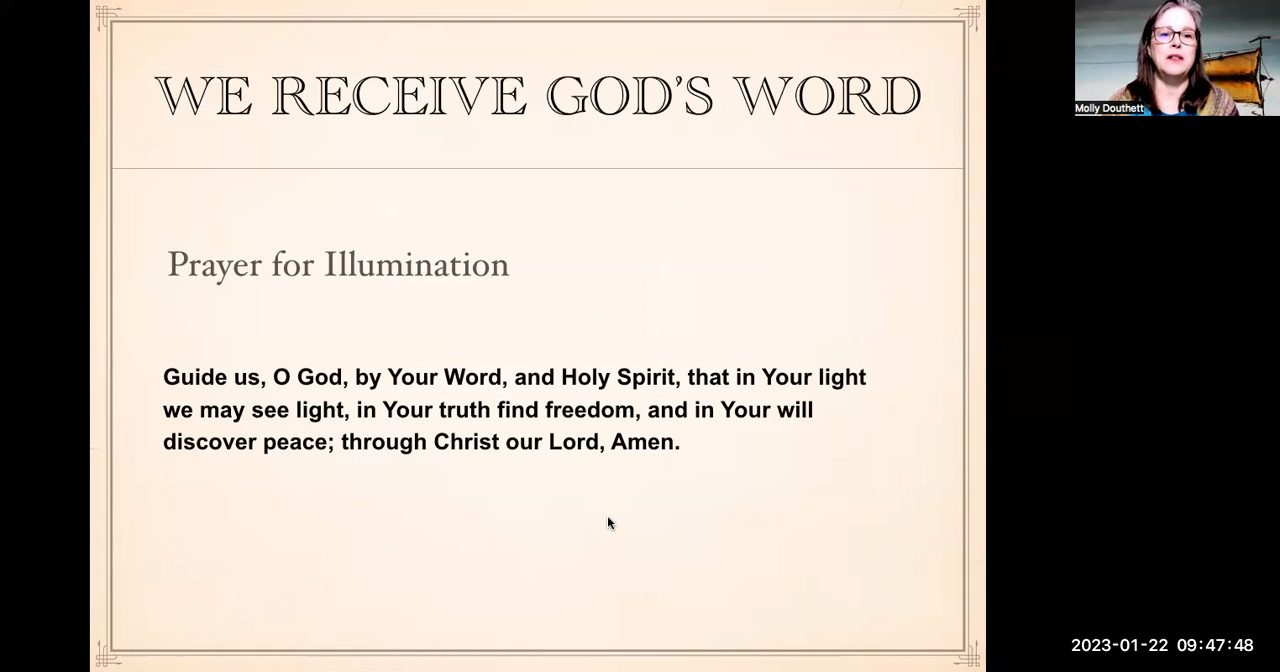 WE RECEIVE GOD'S WORD
Molly Douthett
Prayer for Illumination
Guide us, O God, by Your Word, and Holy Spirit, that in Your light
we may see light, in Your truth find freedom, and in Your will
discover peace; through Christ our Lord, Amen.
2023-01-22 09:47:48